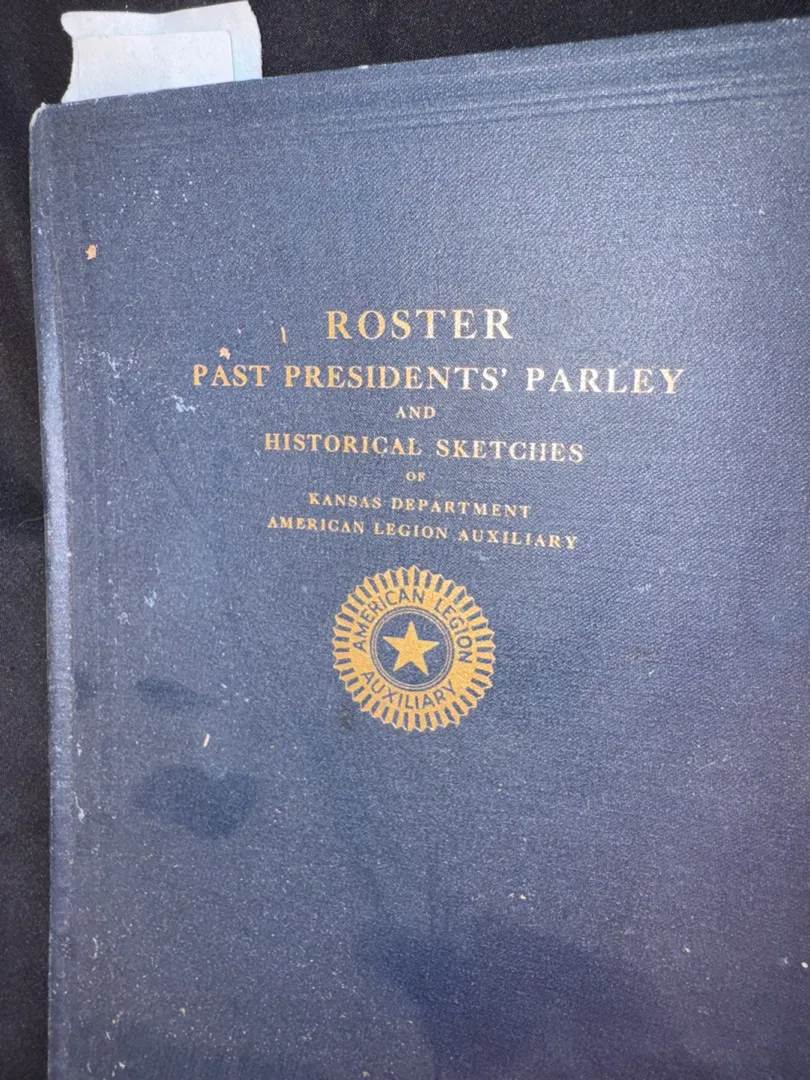 ROSTER
PAST PRESIDENTS' PARLEY
AND
HISTORICAL SKETCHES
OF
KANSAS DEPARTMENT
AMERICAN LEGION AUXILIARY
AMERICAN LEGION
AUXILIARY